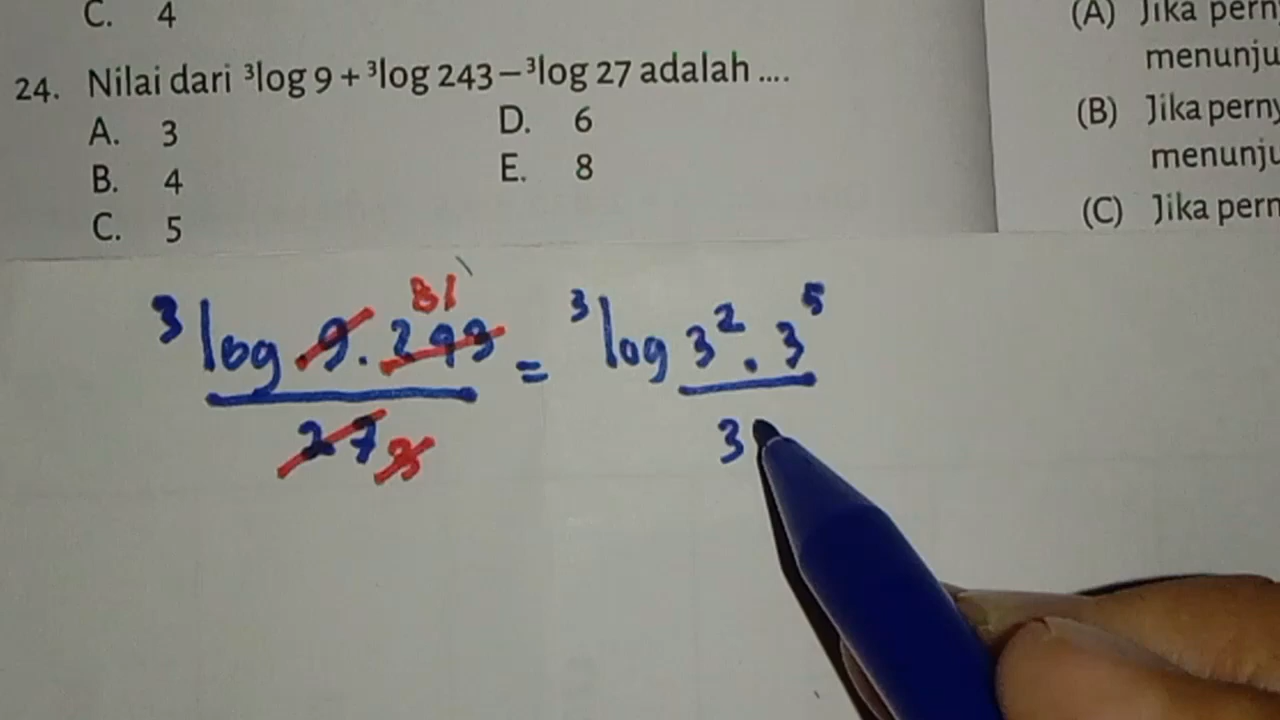 C. 4
24. Nilai dari ³log 9 + ³log 243 – ³log 27 adalah ....
A. 3
B. 4
C. 5
D. 6
E. 8
(A) Jika pern
menunju
(B) Jika perny
menunju
(C) Jika pern
³log 9 . 243 = ³log 3² . 3⁵
81
27 3
3